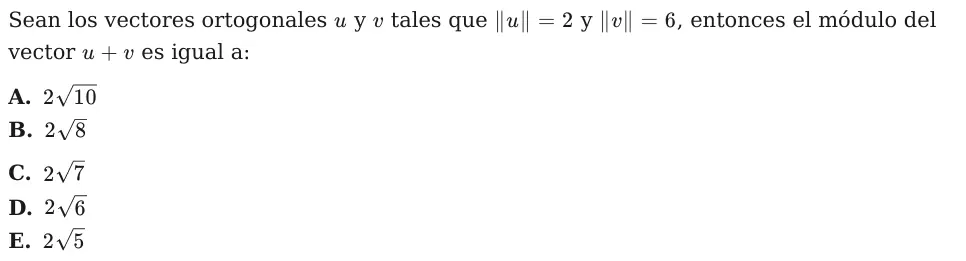 Sean los vectores ortogonales u y v tales que ‖u‖ = 2 y ‖v‖ = 6, entonces el módulo del
vector u + v es igual a:
A. 2√10
B. 2√8
C. 2√7
D. 2√6
E. 2√5